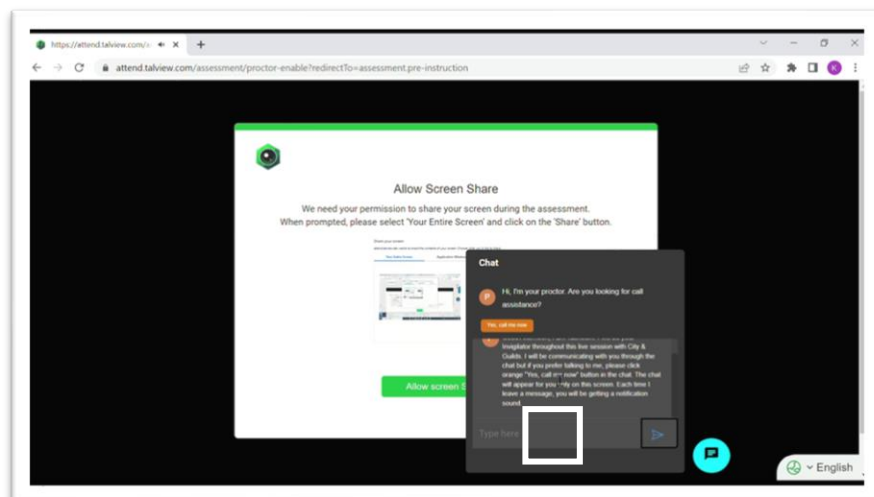 https://attend.talview.com/
attend.talview.com/assessment/proctor-enable?redirectTo=assessment.pre-instruction
K
Allow Screen Share
We need your permission to share your screen during the assessment.
When prompted, please select 'Your Entire Screen' and click on the 'Share' button.
Share your screen
Your Entire Screen
Application Window
Allow screen S
Chat
P
Hi, I'm your proctor. Are you looking for call
assistance?
Yes, call me now
Invigilator throughout this live session with City &
Guilds. I will be communicating with you through the
chat but if you prefer talking to me, please click
orange "Yes, call me now" button in the chat. The chat
will appear for you only on this screen. Each time I
leave a message, you will be getting a notification
sound.
Type here
English